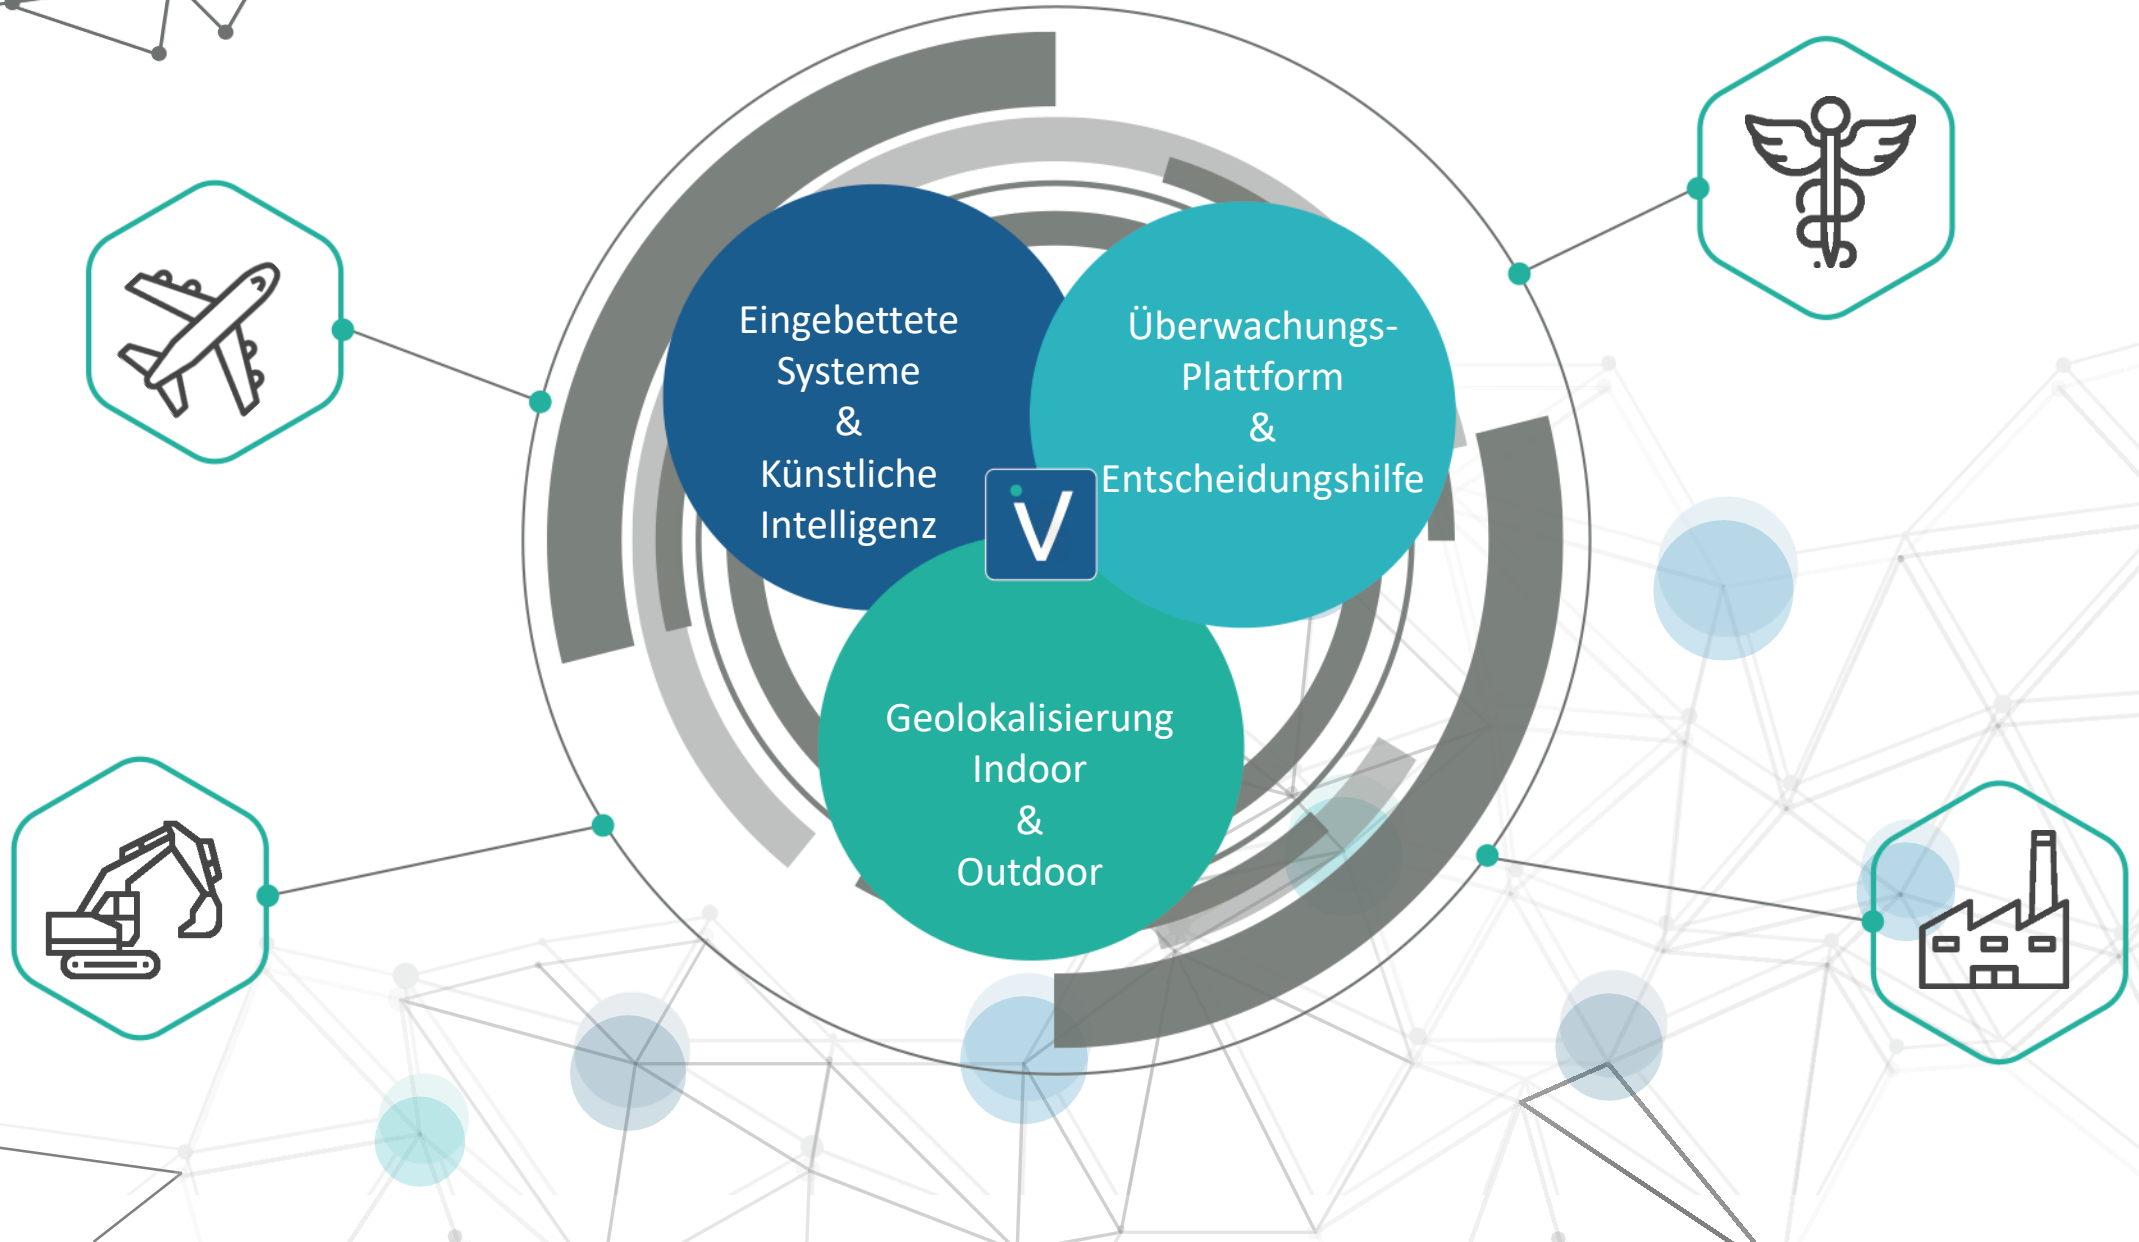 Eingebettete
Systeme
&
Künstliche
Intelligenz
Überwachungs-
Plattform
&
Entscheidungshilfe
V
Geolokalisierung
Indoor
&
Outdoor